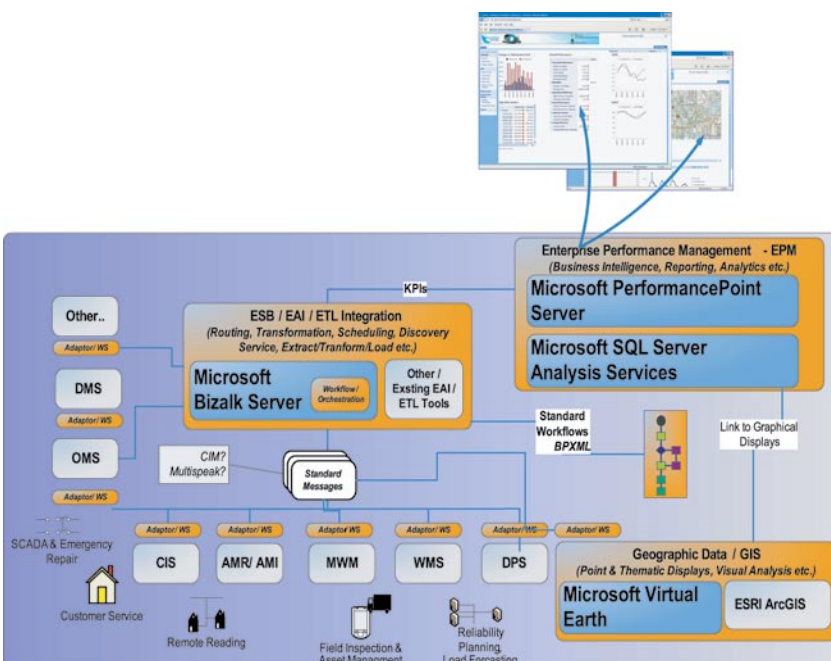 Enterprise Performance Management - EPM
(Business Intelligence, Reporting, Analytics etc.)
Microsoft PerformancePoint
Server
Microsoft SQL Server
Analysis Services
KPIs
ESB / EAI / ETL Integration
(Routing, Transformation, Scheduling, Discovery
Service, Extract/Tranform/Load etc.)
Microsoft
Bizalk Server
Workflow/
Orchestration
Other /
Exsting EAI /
ETL Tools
Other..
Adaptor/ WS
DMS
Adaptor/ WS
OMS
Adaptor/ WS
Standard
Workflows
BPXML
Link to Graphical
Displays
CIM?
Multispeak?
Standard
Messages
SCADA & Emergency
Repair
Adaptor/ WS
Adaptor/ WS
Adaptor/ WS
Adaptor/ WS
Adaptor/ WS
Adaptor/ WS
CIS
AMR/ AMI
MWM
WMS
DPS
Geographic Data / GIS
(Point & Thematic Displays, Visual Analysis etc.)
Microsoft Virtual
Earth
ESRI ArcGIS
Customer Service
Remote Reading
Field Inspection &
Asset Managment
Reliability
Planning,
Load Forcasting